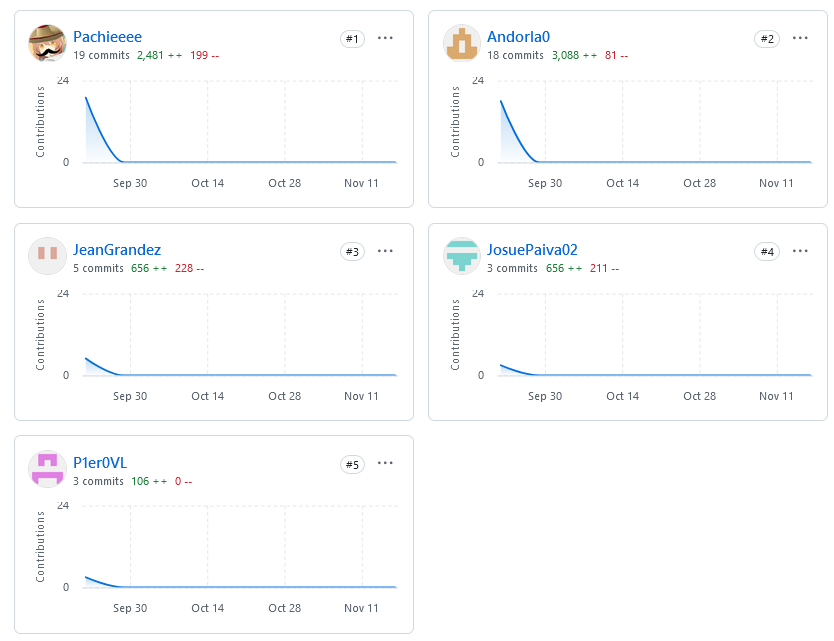 Pachieeee
#1
19 commits 2,481 ++ 199 --
24
Contributions
0
Sep 30 Oct 14 Oct 28 Nov 11
Andorla0
#2
18 commits 3,088 ++ 81 --
24
Contributions
0
Sep 30 Oct 14 Oct 28 Nov 11
JeanGrandez
#3
5 commits 656 ++ 228 --
24
Contributions
0
Sep 30 Oct 14 Oct 28 Nov 11
JosuePaiva02
#4
3 commits 656 ++ 211 --
24
Contributions
0
Sep 30 Oct 14 Oct 28 Nov 11
P1er0VL
#5
3 commits 106 ++ 0 --
24
Contributions
0
Sep 30 Oct 14 Oct 28 Nov 11